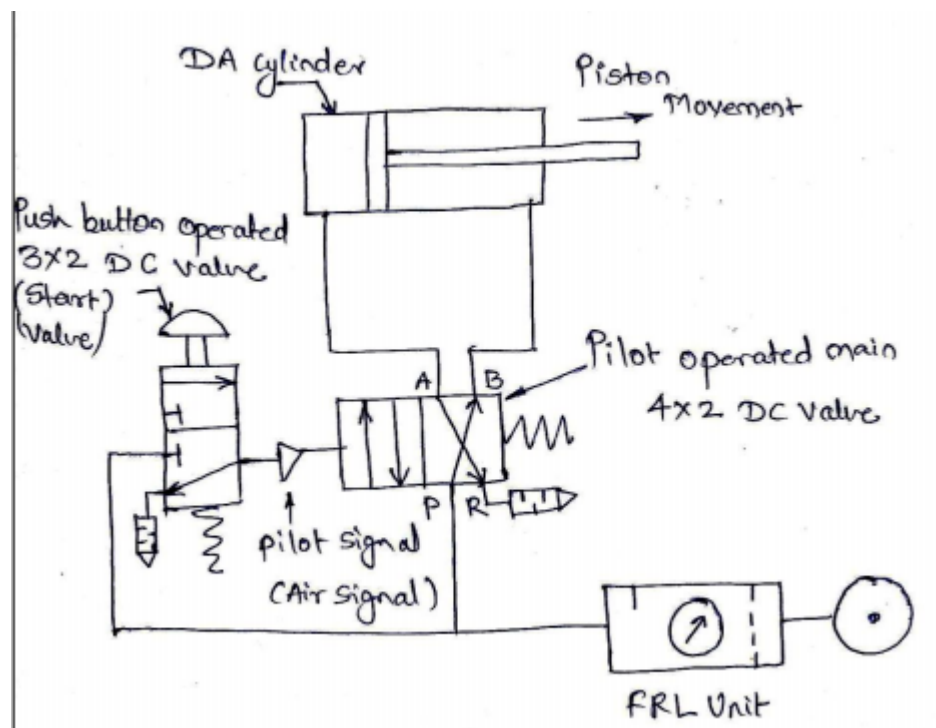 DA cylinder
Piston
Movement
Push button operated
3x2 DC valve
(Start)
(Valve)
A B
Pilot operated main
4x2 DC valve
P R
pilot signal
(Air signal)
FRL Unit